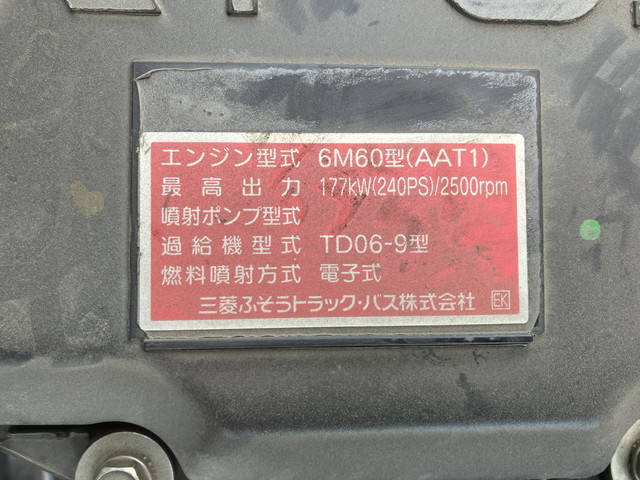 エンジン型式 6M60型(AAT1)
最高出力 177kW(240PS)/2500rpm
噴射ポンプ型式
過給機型式 TD06-9型
燃料噴射方式 電子式
三菱ふそうトラック・バス株式会社 EK